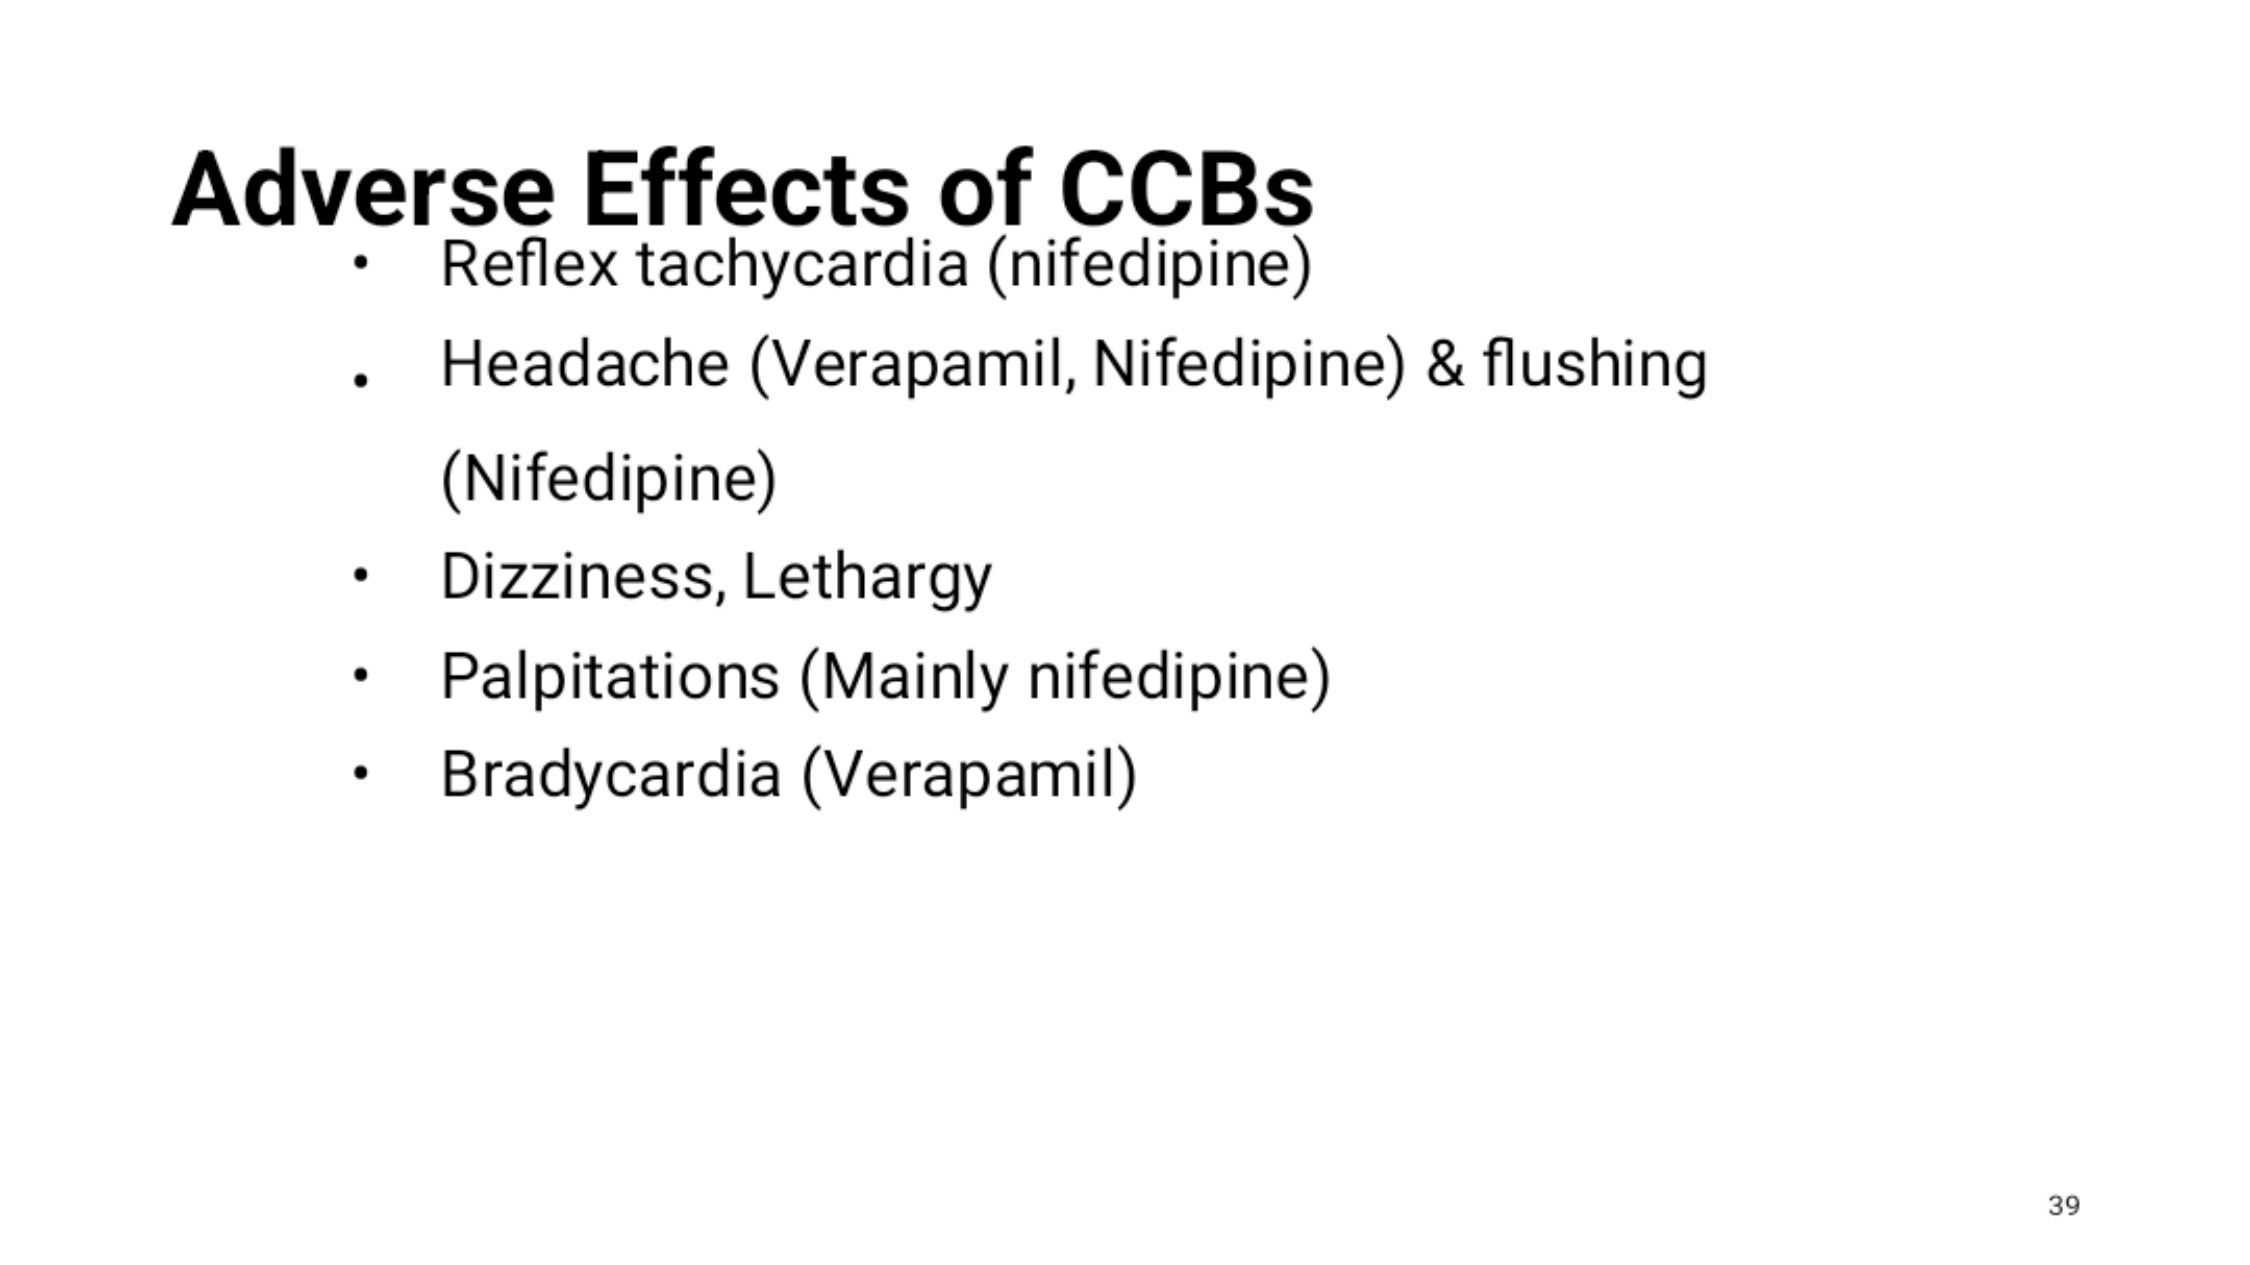 Adverse Effects of CCBs
• Reflex tachycardia (nifedipine)
• Headache (Verapamil, Nifedipine) & flushing
(Nifedipine)
• Dizziness, Lethargy
• Palpitations (Mainly nifedipine)
• Bradycardia (Verapamil)
39